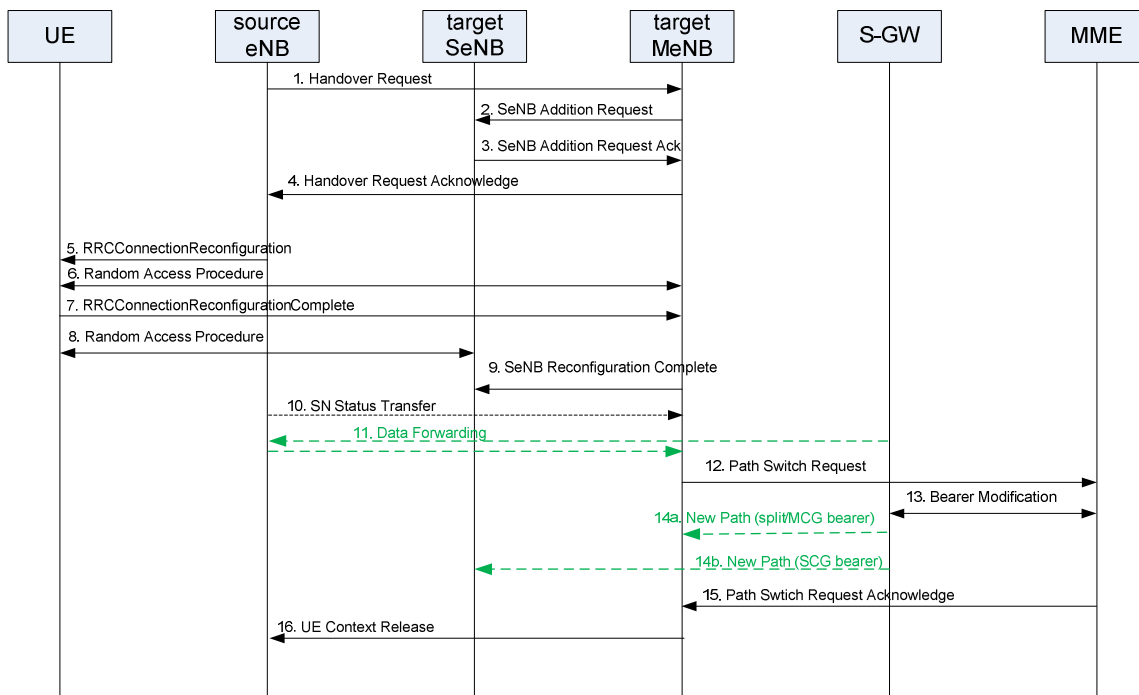 UE
source
eNB
target
SeNB
target
MeNB
S-GW
MME
1. Handover Request
2. SeNB Addition Request
3. SeNB Addition Request Ack
4. Handover Request Acknowledge
5. RRCConnectionReconfiguration
6. Random Access Procedure
7. RRCConnectionReconfigurationComplete
8. Random Access Procedure
9. SeNB Reconfiguration Complete
10. SN Status Transfer
11. Data Forwarding
12. Path Switch Request
13. Bearer Modification
14a. New Path (split/MCG bearer)
14b. New Path (SCG bearer)
15. Path Swtich Request Acknowledge
16. UE Context Release